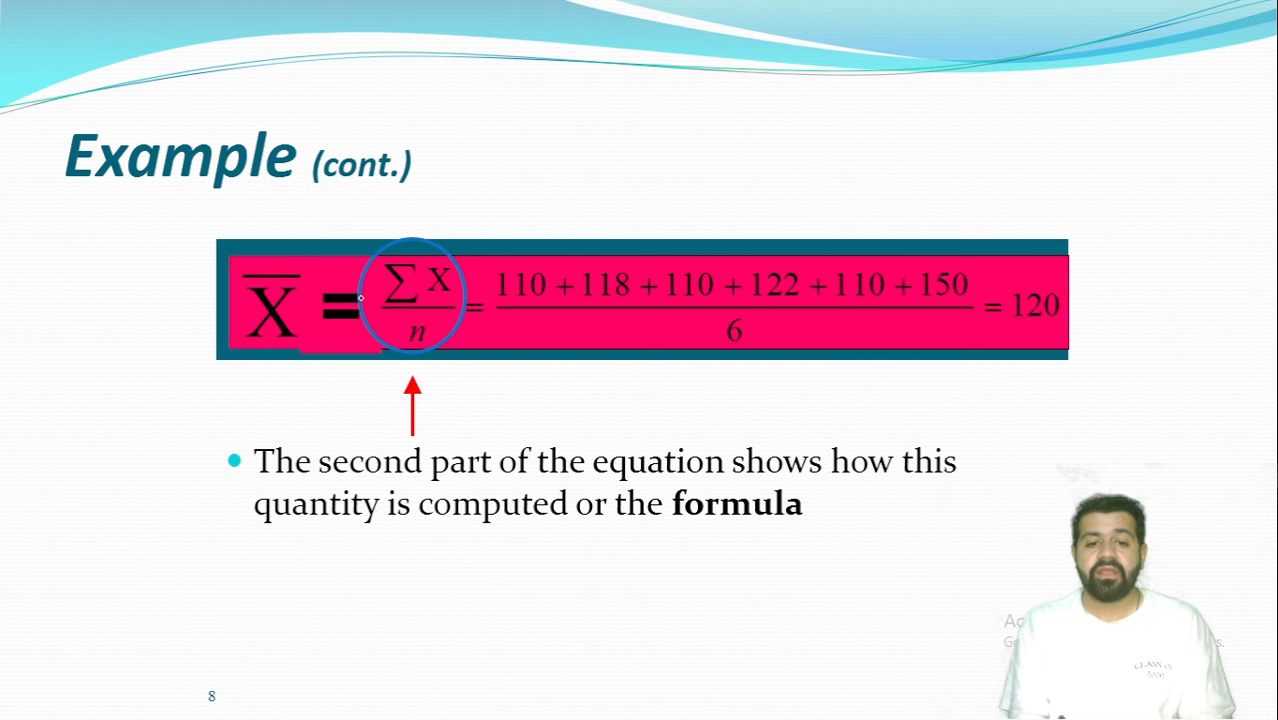 Example (cont.)
X̄ = ∑ X / n = 110 + 118 + 110 + 122 + 110 + 150 / 6 = 120
• The second part of the equation shows how this
quantity is computed or the formula
CLASS
8